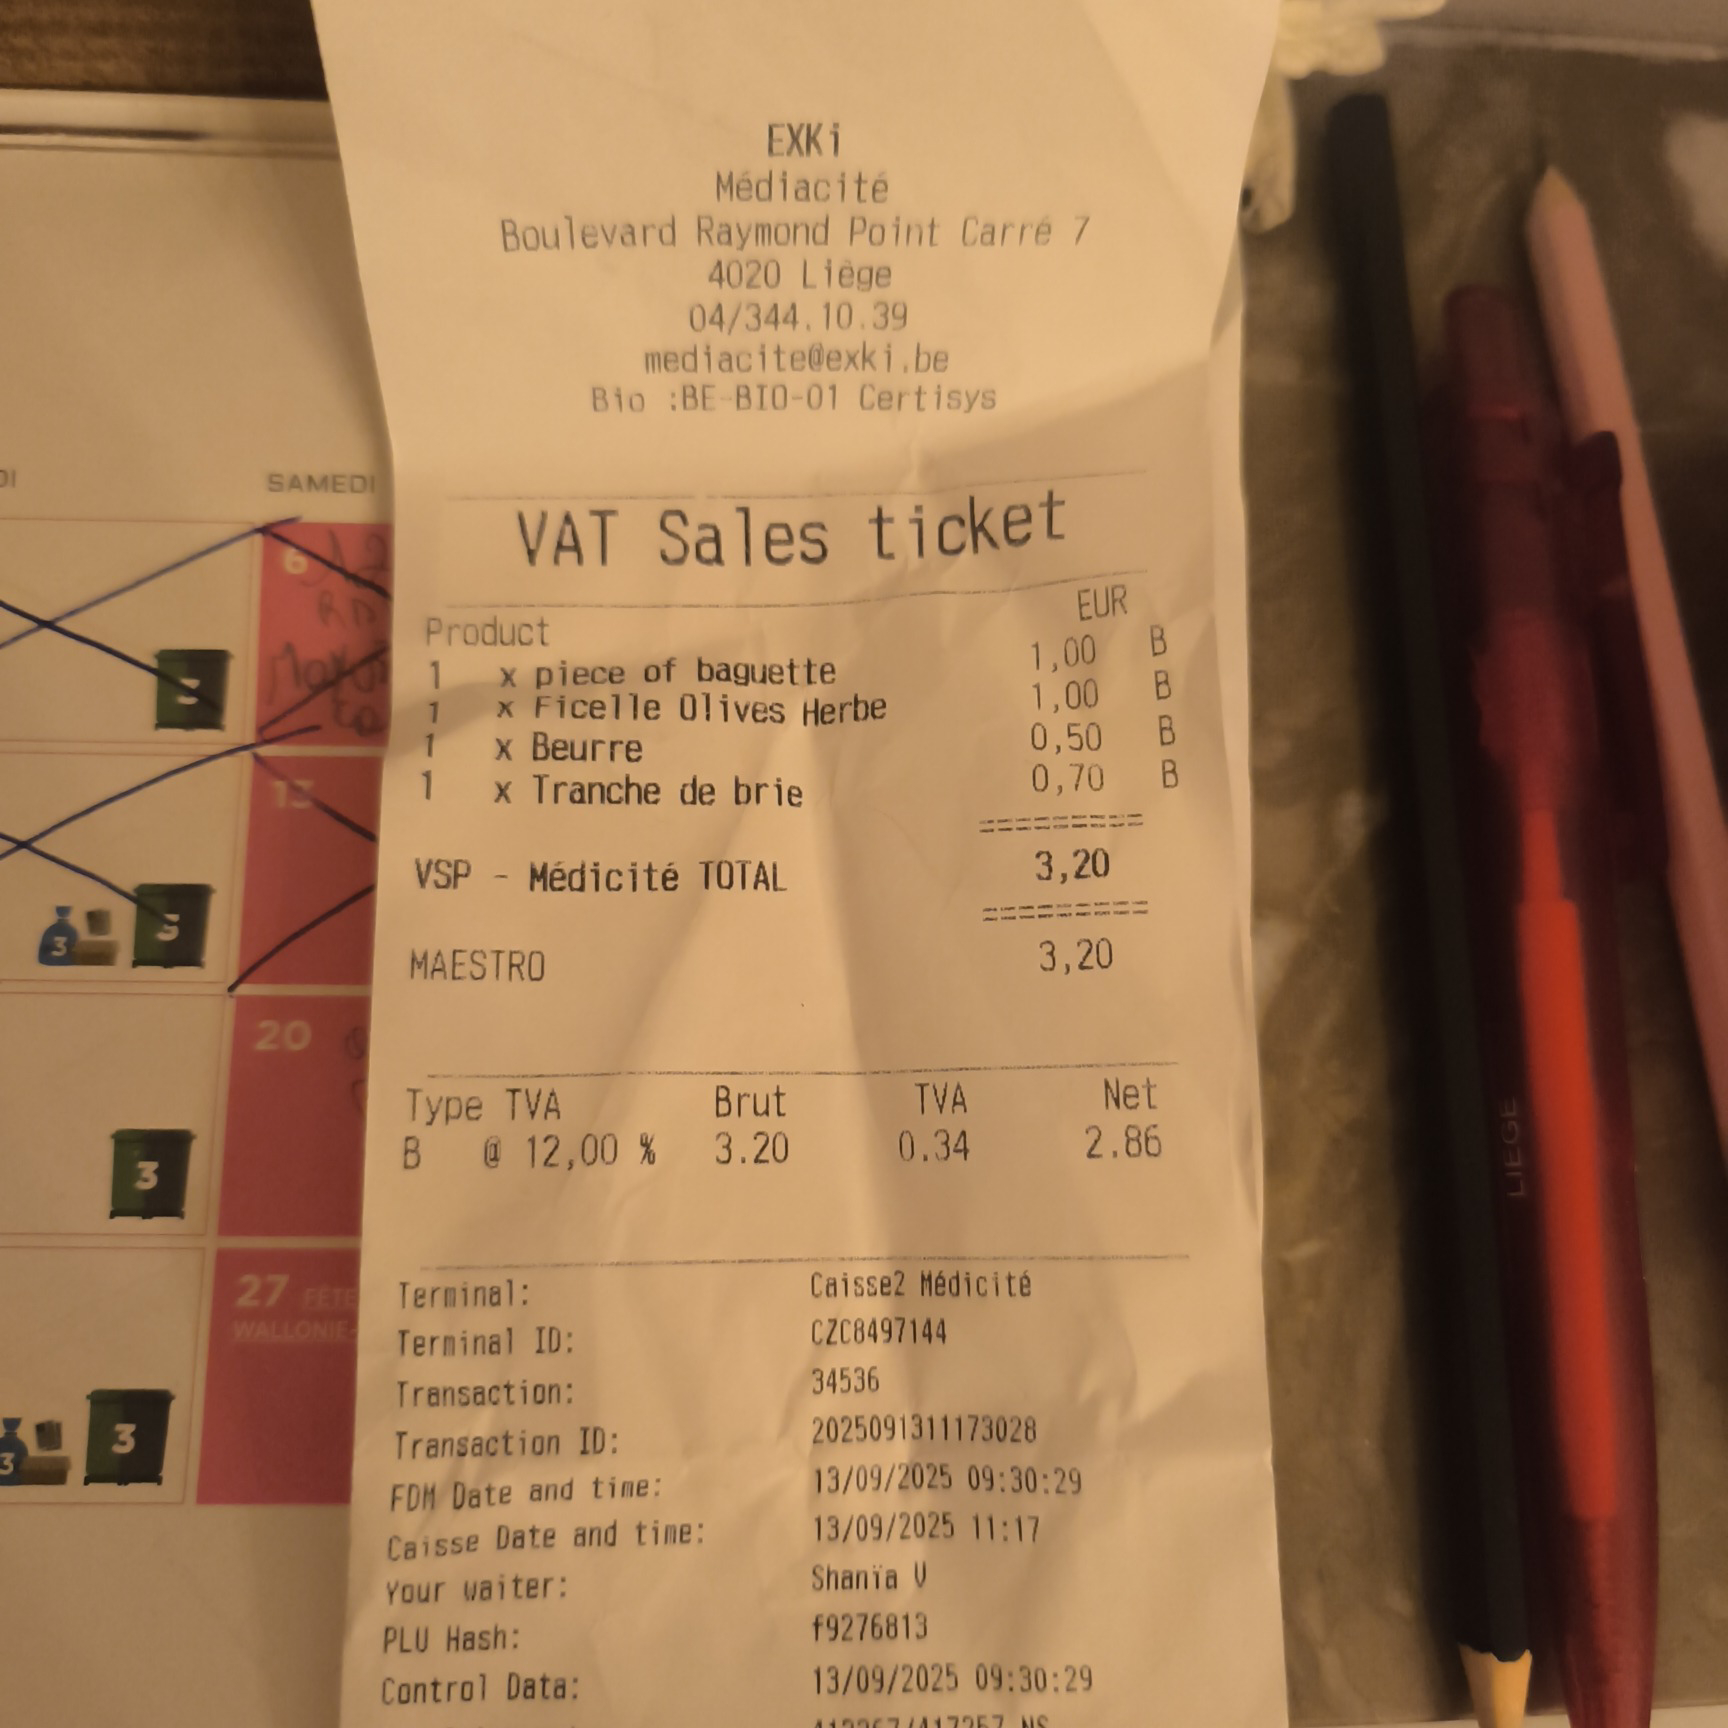 EXKi
Médiacité
Boulevard Raymond Point Carré 7
4020 Liège
04/344.10.39
mediacite@exki.be
Bio :BE-BIO-01 Certisys
VAT Sales ticket
Product EUR
1 x piece of baguette 1,00 B
1 x Ficelle Olives Herbe 1,00 B
1 x Beurre 0,50 B
1 x Tranche de brie 0,70 B
VSP - Médicité TOTAL 3,20
MAESTRO 3,20
Type TVA Brut TVA Net
B @ 12,00 % 3.20 0.34 2.86
Terminal: Caisse2 Médicité
Terminal ID: CZC8497144
Transaction: 34536
Transaction ID: 2025091311173028
FDM Date and time: 13/09/2025 09:30:29
Caisse Date and time: 13/09/2025 11:17
Your waiter: Shanïa V
PLU Hash: f9276813
Control Data: 13/09/2025 09:30:29
SAMEDI
6
3
13
3
3
20
3
27 FÊTE
WALLONIE-
3
3
LIEGE